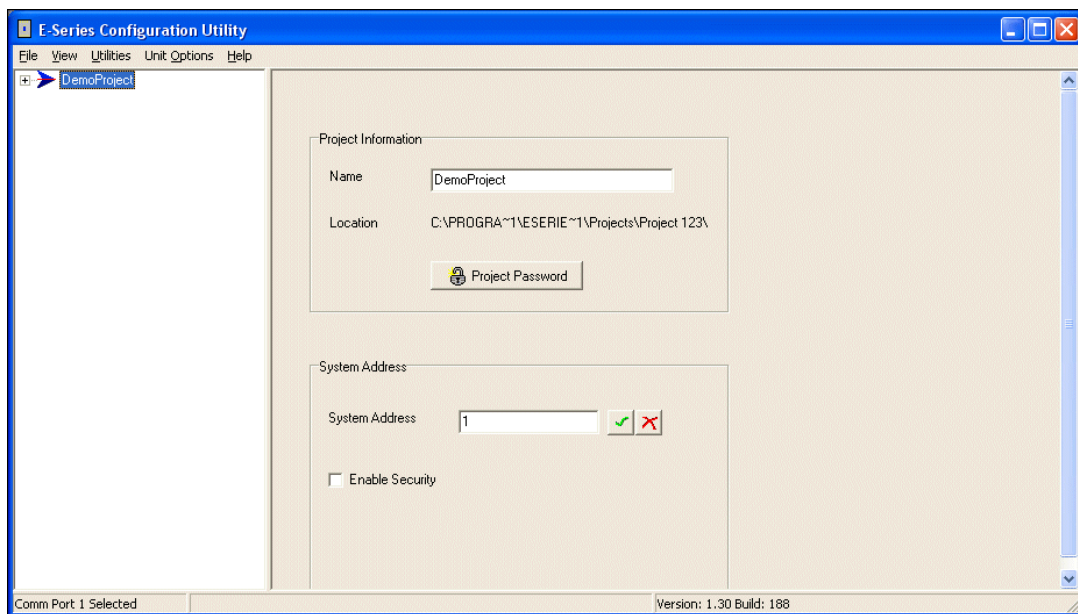 E-Series Configuration Utility
File View Utilities Unit Options Help
DemoProject
Project Information
Name DemoProject
Location C:\PROGRA~1\ESERIE~1\Projects\Project 123\
Project Password
System Address
System Address 1
Enable Security
Comm Port 1 Selected Version: 1.30 Build: 188